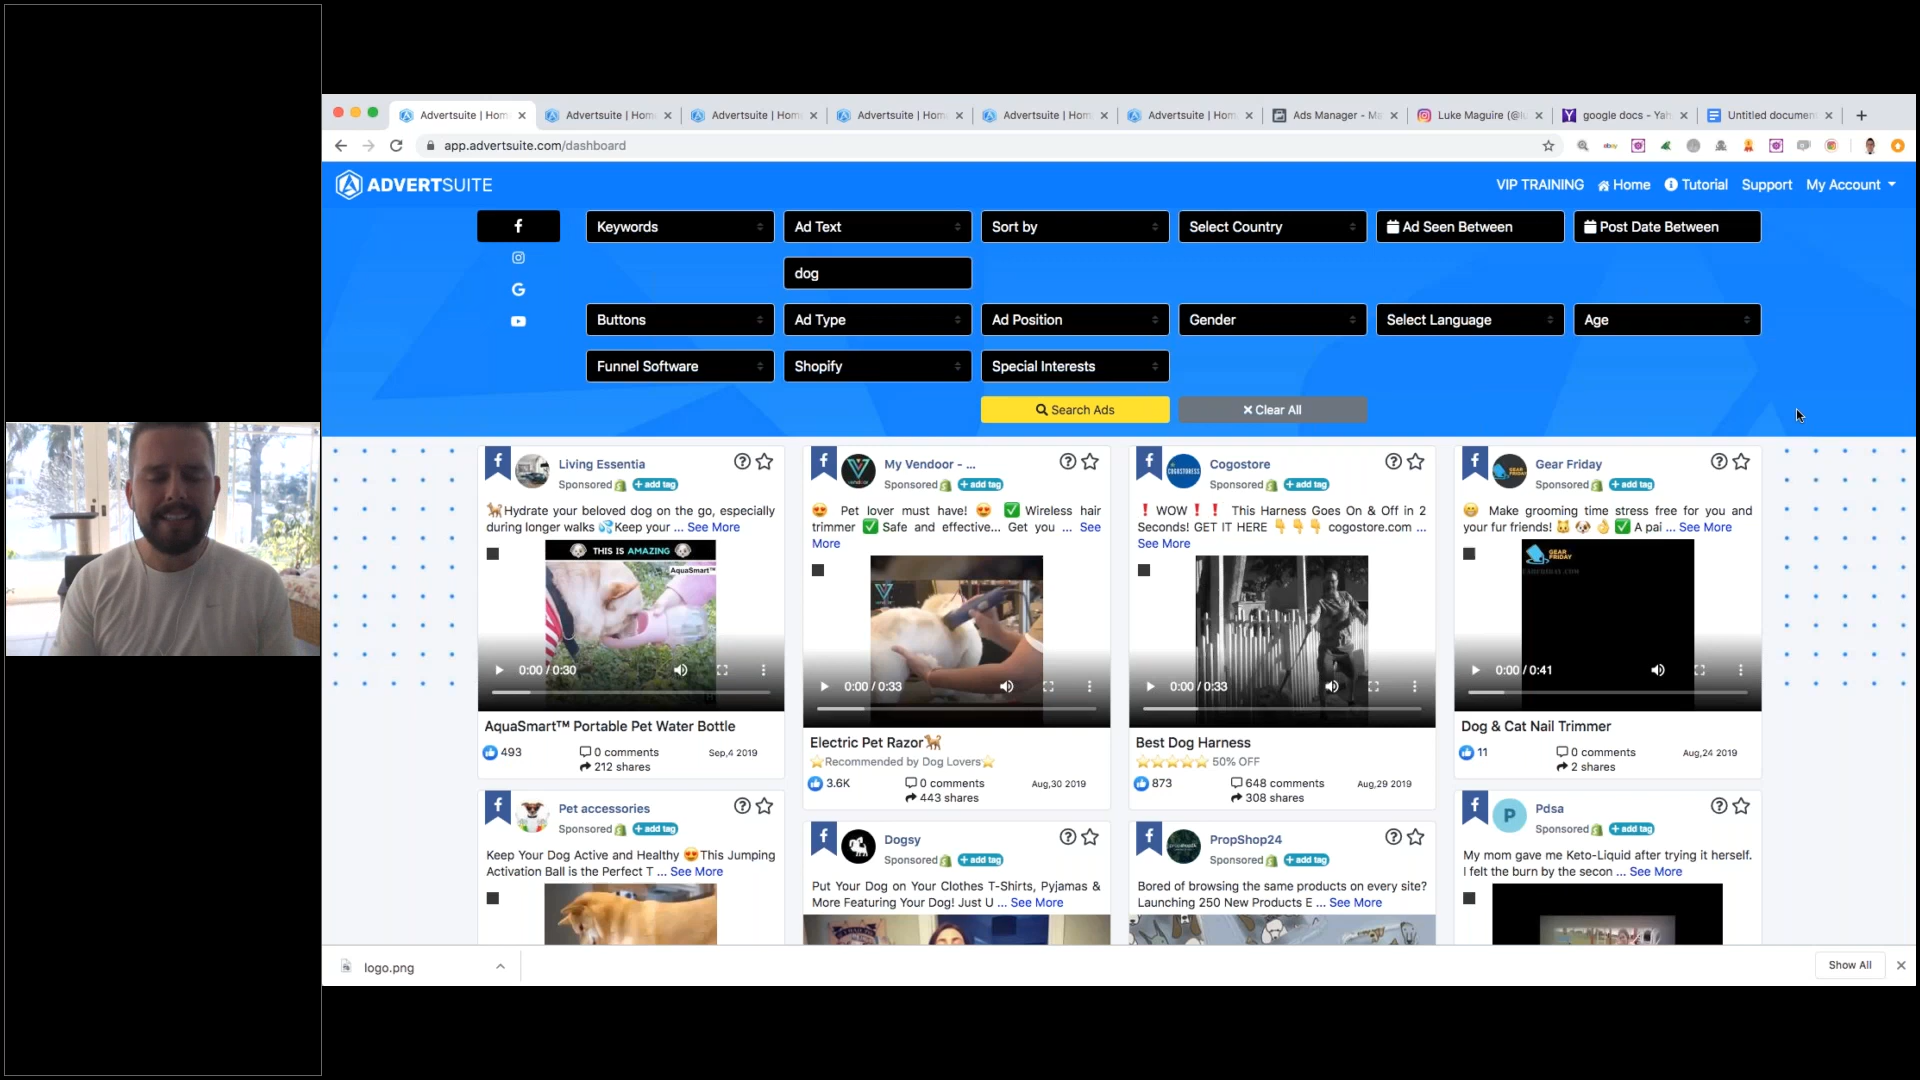 Advertsuite | Hom
Advertsuite | Hom
Advertsuite | Hom
Advertsuite | Hom
Advertsuite | Hom
Advertsuite | Hom
Ads Manager - Ma
Luke Maguire (@lu
google docs - Yah
Untitled documen
app.advertsuite.com/dashboard
ebay
ADVERTSUITE
VIP TRAINING
Home
Tutorial
Support
My Account
Keywords
Ad Text
Sort by
Select Country
Ad Seen Between
Post Date Between
dog
Buttons
Ad Type
Ad Position
Gender
Select Language
Age
Funnel Software
Shopify
Special Interests
Search Ads
Clear All
Living Essentia
Sponsored + add tag
🐕Hydrate your beloved dog on the go, especially
during longer walks 💦Keep your ... See More
THIS IS AMAZING
AquaSmart™
0:00 / 0:30
AquaSmart™ Portable Pet Water Bottle
493
0 comments
212 shares
Sep,4 2019
My Vendoor - ...
Sponsored + add tag
😍 Pet lover must have! 😍 ✅ Wireless hair
trimmer ✅ Safe and effective... Get you ... See
More
0:00 / 0:33
Electric Pet Razor🐕
⭐Recommended by Dog Lovers⭐
3.6K
0 comments
443 shares
Aug,30 2019
COGOSTORESS
Cogostore
Sponsored + add tag
❗ WOW ❗ ❗ This Harness Goes On & Off in 2
Seconds! GET IT HERE 👇 👇 👇 cogostore.com ...
See More
0:00 / 0:33
Best Dog Harness
⭐⭐⭐⭐⭐ 50% OFF
873
648 comments
308 shares
Aug,29 2019
GEAR FRIDAY
Gear Friday
Sponsored + add tag
😁 Make grooming time stress free for you and
your fur friends! 🐱 🐶 👌 ✅ A pai ... See More
GEAR FRIDAY
0:00 / 0:41
Dog & Cat Nail Trimmer
11
0 comments
2 shares
Aug,24 2019
Pet accessories
Sponsored + add tag
Keep Your Dog Active and Healthy 😍This Jumping
Activation Ball is the Perfect T ... See More
Dogsy
Sponsored + add tag
Put Your Dog on Your Clothes T-Shirts, Pyjamas &
More Featuring Your Dog! Just U ... See More
PropShop24
Sponsored + add tag
Bored of browsing the same products on every site?
Launching 250 New Products E ... See More
P
Pdsa
Sponsored + add tag
My mom gave me Keto-Liquid after trying it herself.
I felt the burn by the secon ... See More
logo.png
Show All